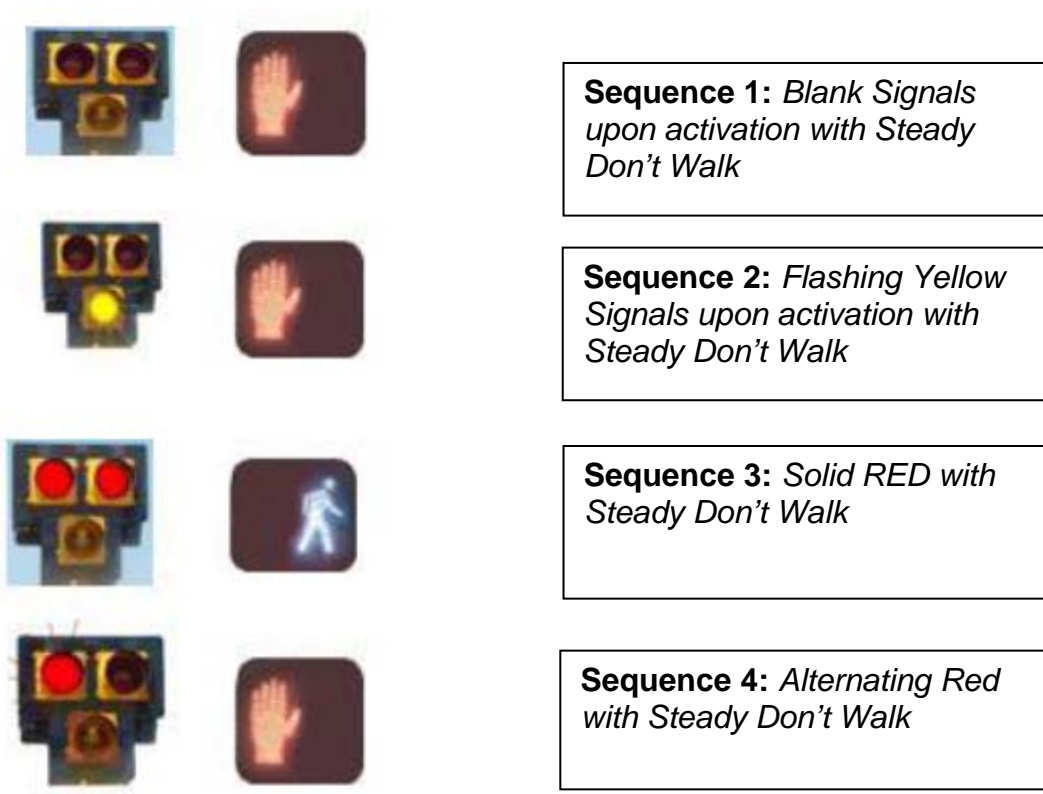 Sequence 1: Blank Signals
upon activation with Steady
Don’t Walk
Sequence 2: Flashing Yellow
Signals upon activation with
Steady Don’t Walk
Sequence 3: Solid RED with
Steady Don’t Walk
Sequence 4: Alternating Red
with Steady Don’t Walk